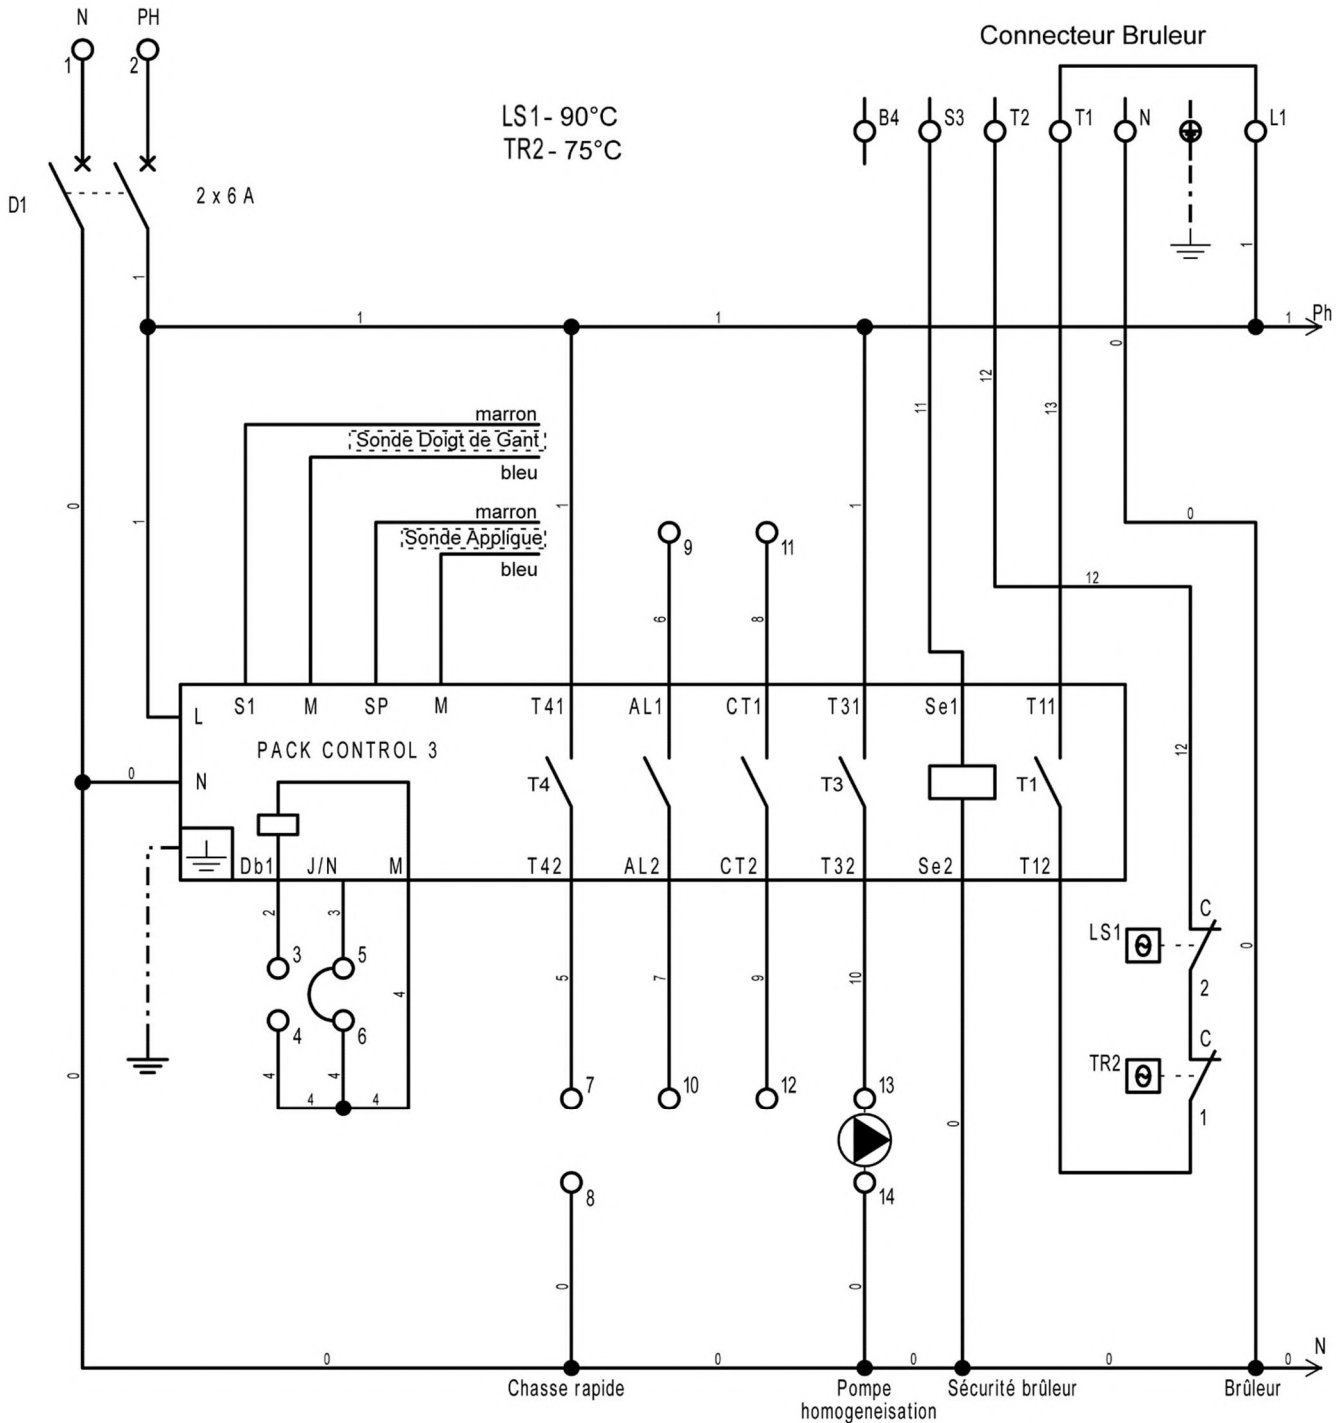 N PH
Connecteur Bruleur
1 2
LS1- 90°C
B4 S3 T2 T1 N L1
TR2- 75°C
D1 2 x 6 A
1 1
1 1 1 Ph
0
12
11 13
marron
Sonde Doigt de Gant
bleu
0 1 1 1
marron 0
Sonde Applique
9 11
bleu
12
6 8
S1 M SP M T41 AL1 CT1 T31 Se1 T11
L
PACK CONTROL 3
12
0 N
T4 T3 T1
Db1 J/N M T42 AL2 CT2 T32 Se2 T12
2 3
C
LS1 θ
0
3 5
5 7 9 10
4
2
4 6
C
TR2 θ
0 4 4
7 10 12 13
4 4
1
0
8 14
0 0
N
0 0 0 0 0
Chasse rapide Pompe Sécurité brûleur Brûleur
homogeneisation